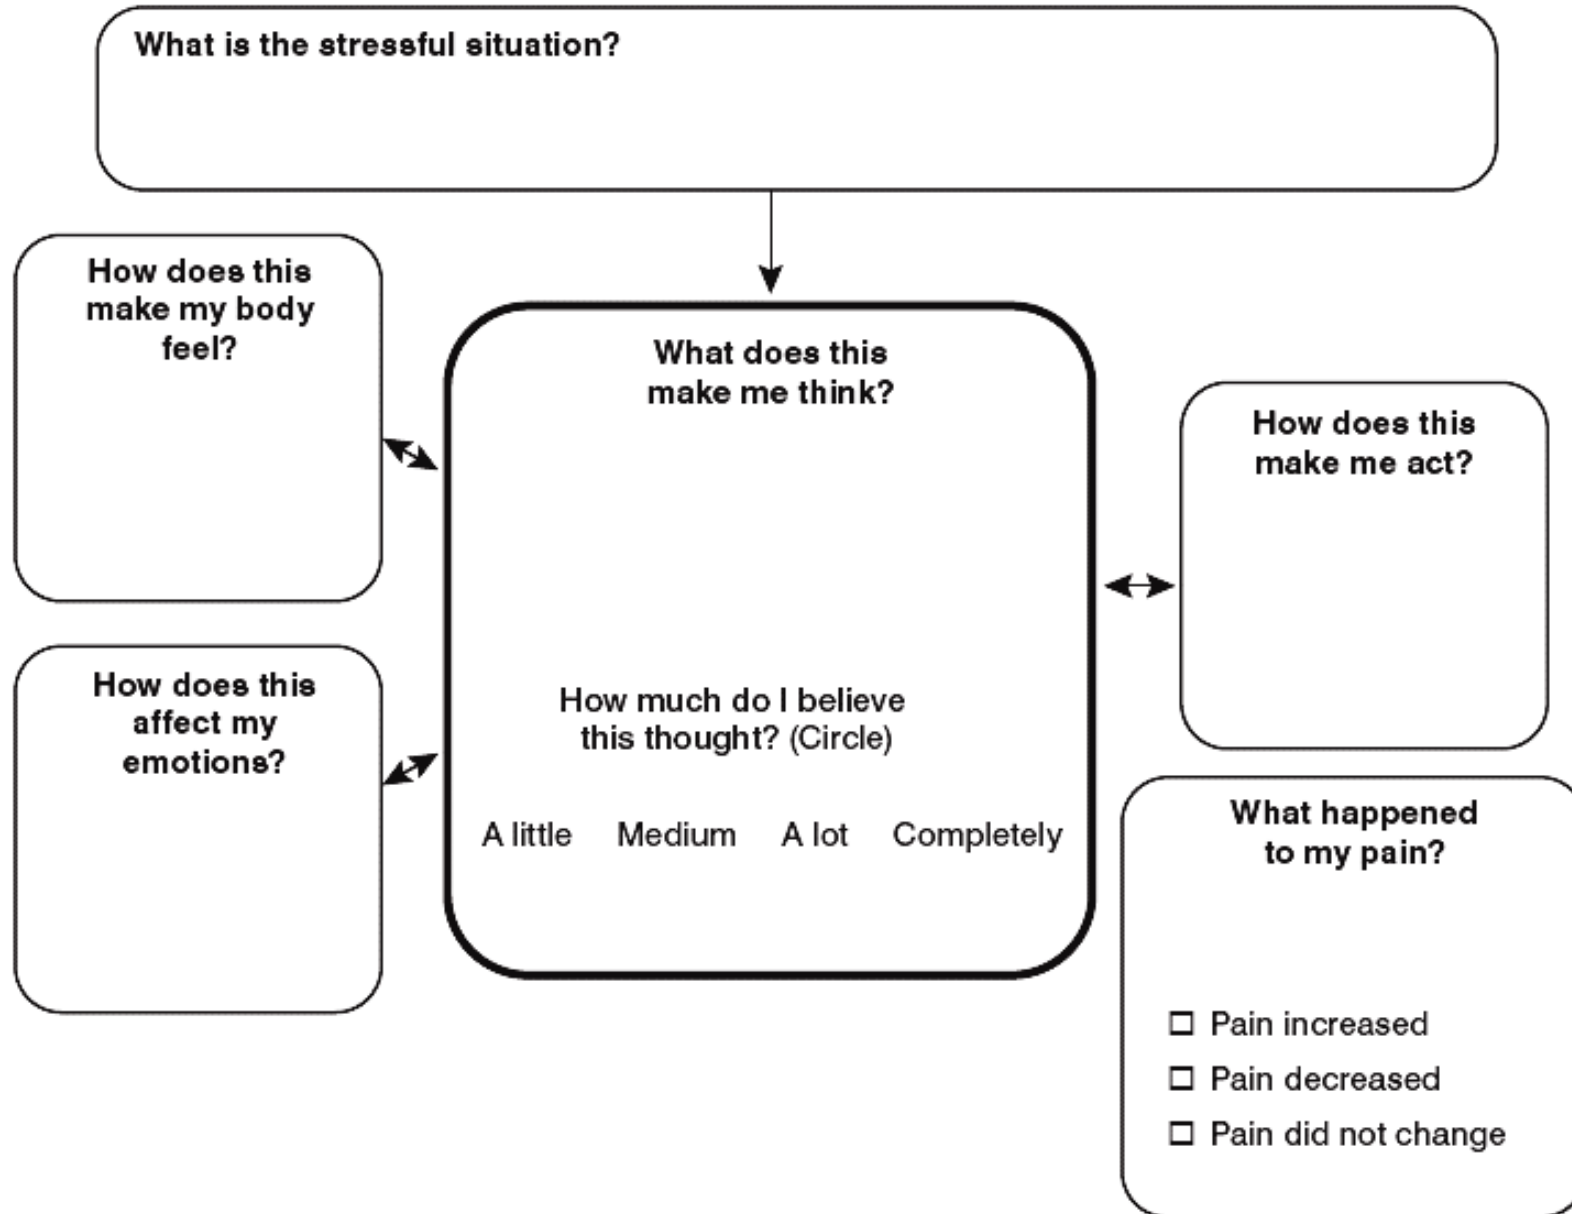 What is the stressful situation?
How does this
make my body
feel?
What does this
make me think?
How does this
make me act?
How does this
affect my
emotions?
How much do I believe
this thought? (Circle)
A little Medium A lot Completely
What happened
to my pain?
☐ Pain increased
☐ Pain decreased
☐ Pain did not change